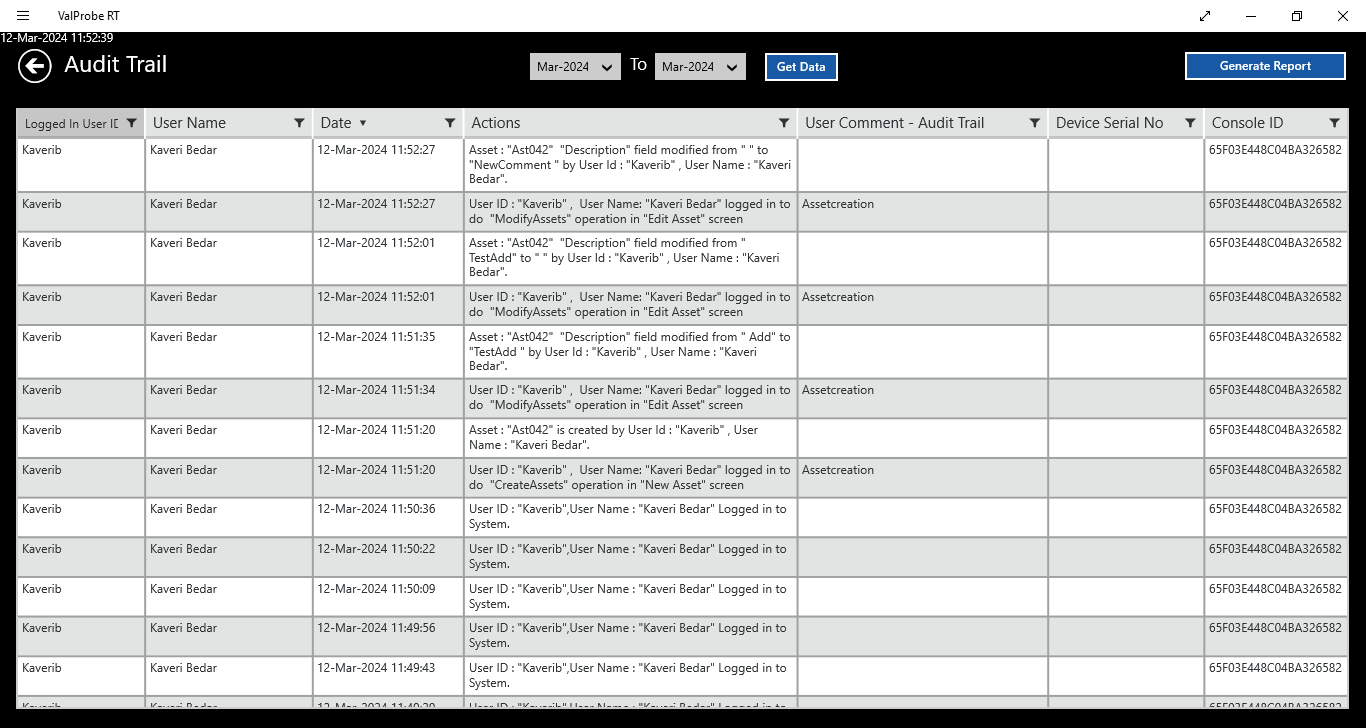 ValProbe RT
12-Mar-2024 11:52:39
Audit Trail
Mar-2024 To Mar-2024 Get Data Generate Report
Logged In User ID User Name Date Actions User Comment - Audit Trail Device Serial No Console ID
Kaverib Kaveri Bedar 12-Mar-2024 11:52:27 Asset : "Ast042" "Description" field modified from " " to 65F03E448C04BA326582
"NewComment " by User Id : "Kaverib" , User Name : "Kaveri
Bedar".
Kaverib Kaveri Bedar 12-Mar-2024 11:52:27 User ID : "Kaverib" , User Name: "Kaveri Bedar" logged in to Assetcreation 65F03E448C04BA326582
do "ModifyAssets" operation in "Edit Asset" screen
Kaverib Kaveri Bedar 12-Mar-2024 11:52:01 Asset : "Ast042" "Description" field modified from " 65F03E448C04BA326582
TestAdd" to " " by User Id : "Kaverib" , User Name : "Kaveri
Bedar".
Kaverib Kaveri Bedar 12-Mar-2024 11:52:01 User ID : "Kaverib" , User Name: "Kaveri Bedar" logged in to Assetcreation 65F03E448C04BA326582
do "ModifyAssets" operation in "Edit Asset" screen
Kaverib Kaveri Bedar 12-Mar-2024 11:51:35 Asset : "Ast042" "Description" field modified from " Add" to 65F03E448C04BA326582
"TestAdd " by User Id : "Kaverib" , User Name : "Kaveri
Bedar".
Kaverib Kaveri Bedar 12-Mar-2024 11:51:34 User ID : "Kaverib" , User Name: "Kaveri Bedar" logged in to Assetcreation 65F03E448C04BA326582
do "ModifyAssets" operation in "Edit Asset" screen
Kaverib Kaveri Bedar 12-Mar-2024 11:51:20 Asset : "Ast042" is created by User Id : "Kaverib" , User 65F03E448C04BA326582
Name : "Kaveri Bedar".
Kaverib Kaveri Bedar 12-Mar-2024 11:51:20 User ID : "Kaverib" , User Name: "Kaveri Bedar" logged in to Assetcreation 65F03E448C04BA326582
do "CreateAssets" operation in "New Asset" screen
Kaverib Kaveri Bedar 12-Mar-2024 11:50:36 User ID : "Kaverib",User Name : "Kaveri Bedar" Logged in to 65F03E448C04BA326582
System.
Kaverib Kaveri Bedar 12-Mar-2024 11:50:22 User ID : "Kaverib",User Name : "Kaveri Bedar" Logged in to 65F03E448C04BA326582
System.
Kaverib Kaveri Bedar 12-Mar-2024 11:50:09 User ID : "Kaverib",User Name : "Kaveri Bedar" Logged in to 65F03E448C04BA326582
System.
Kaverib Kaveri Bedar 12-Mar-2024 11:49:56 User ID : "Kaverib",User Name : "Kaveri Bedar" Logged in to 65F03E448C04BA326582
System.
Kaverib Kaveri Bedar 12-Mar-2024 11:49:43 User ID : "Kaverib",User Name : "Kaveri Bedar" Logged in to 65F03E448C04BA326582
System.